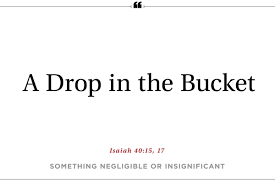 ❝
A Drop in the Bucket
Isaiah 40:15, 17
SOMETHING NEGLIGIBLE OR INSIGNIFICANT